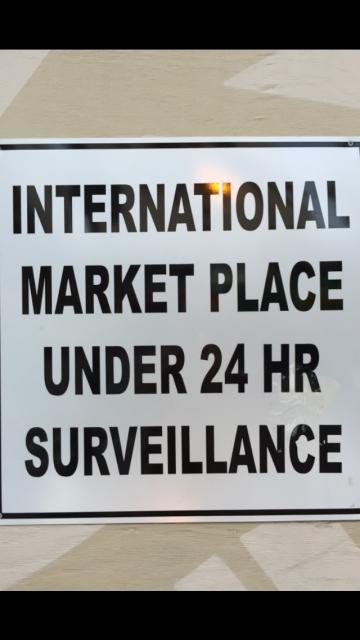 INTERNATIONAL
MARKET PLACE
UNDER 24 HR
SURVEILLANCE